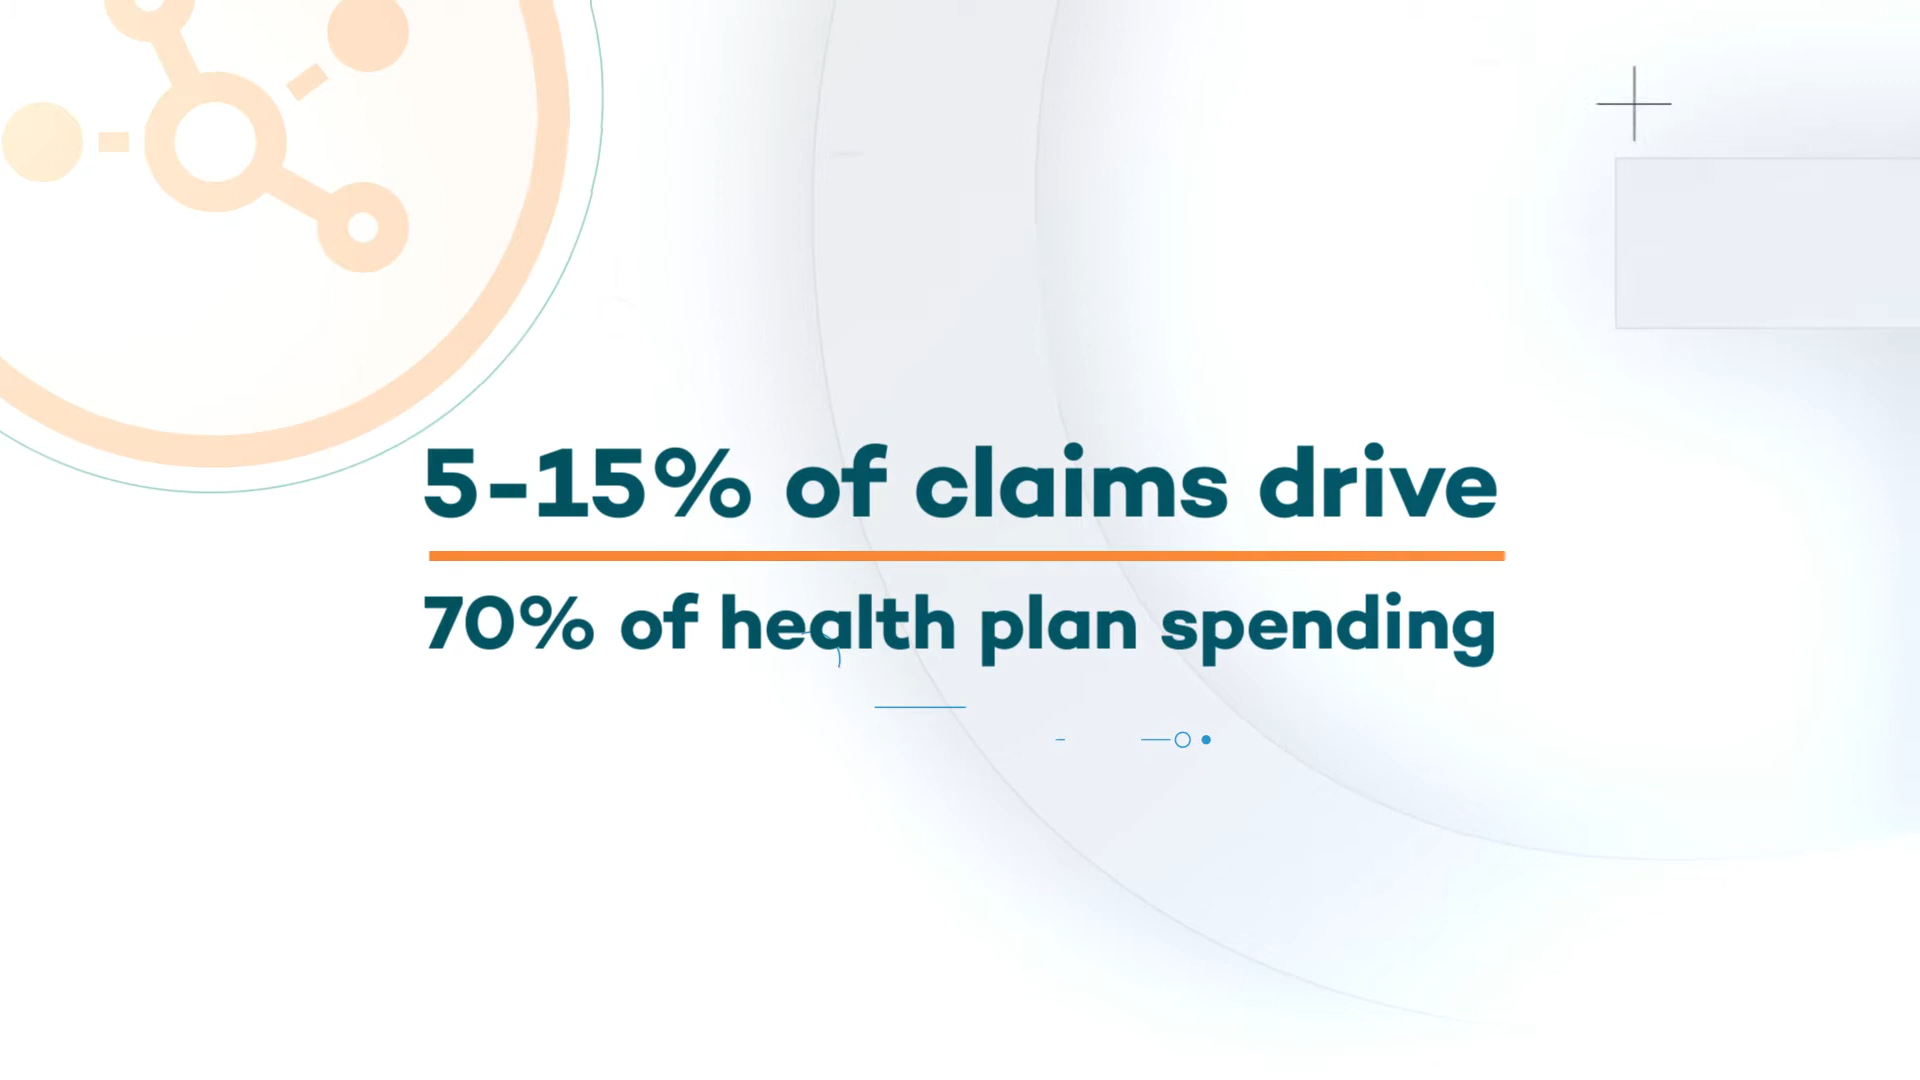 5-15% of claims drive
70% of health plan spending